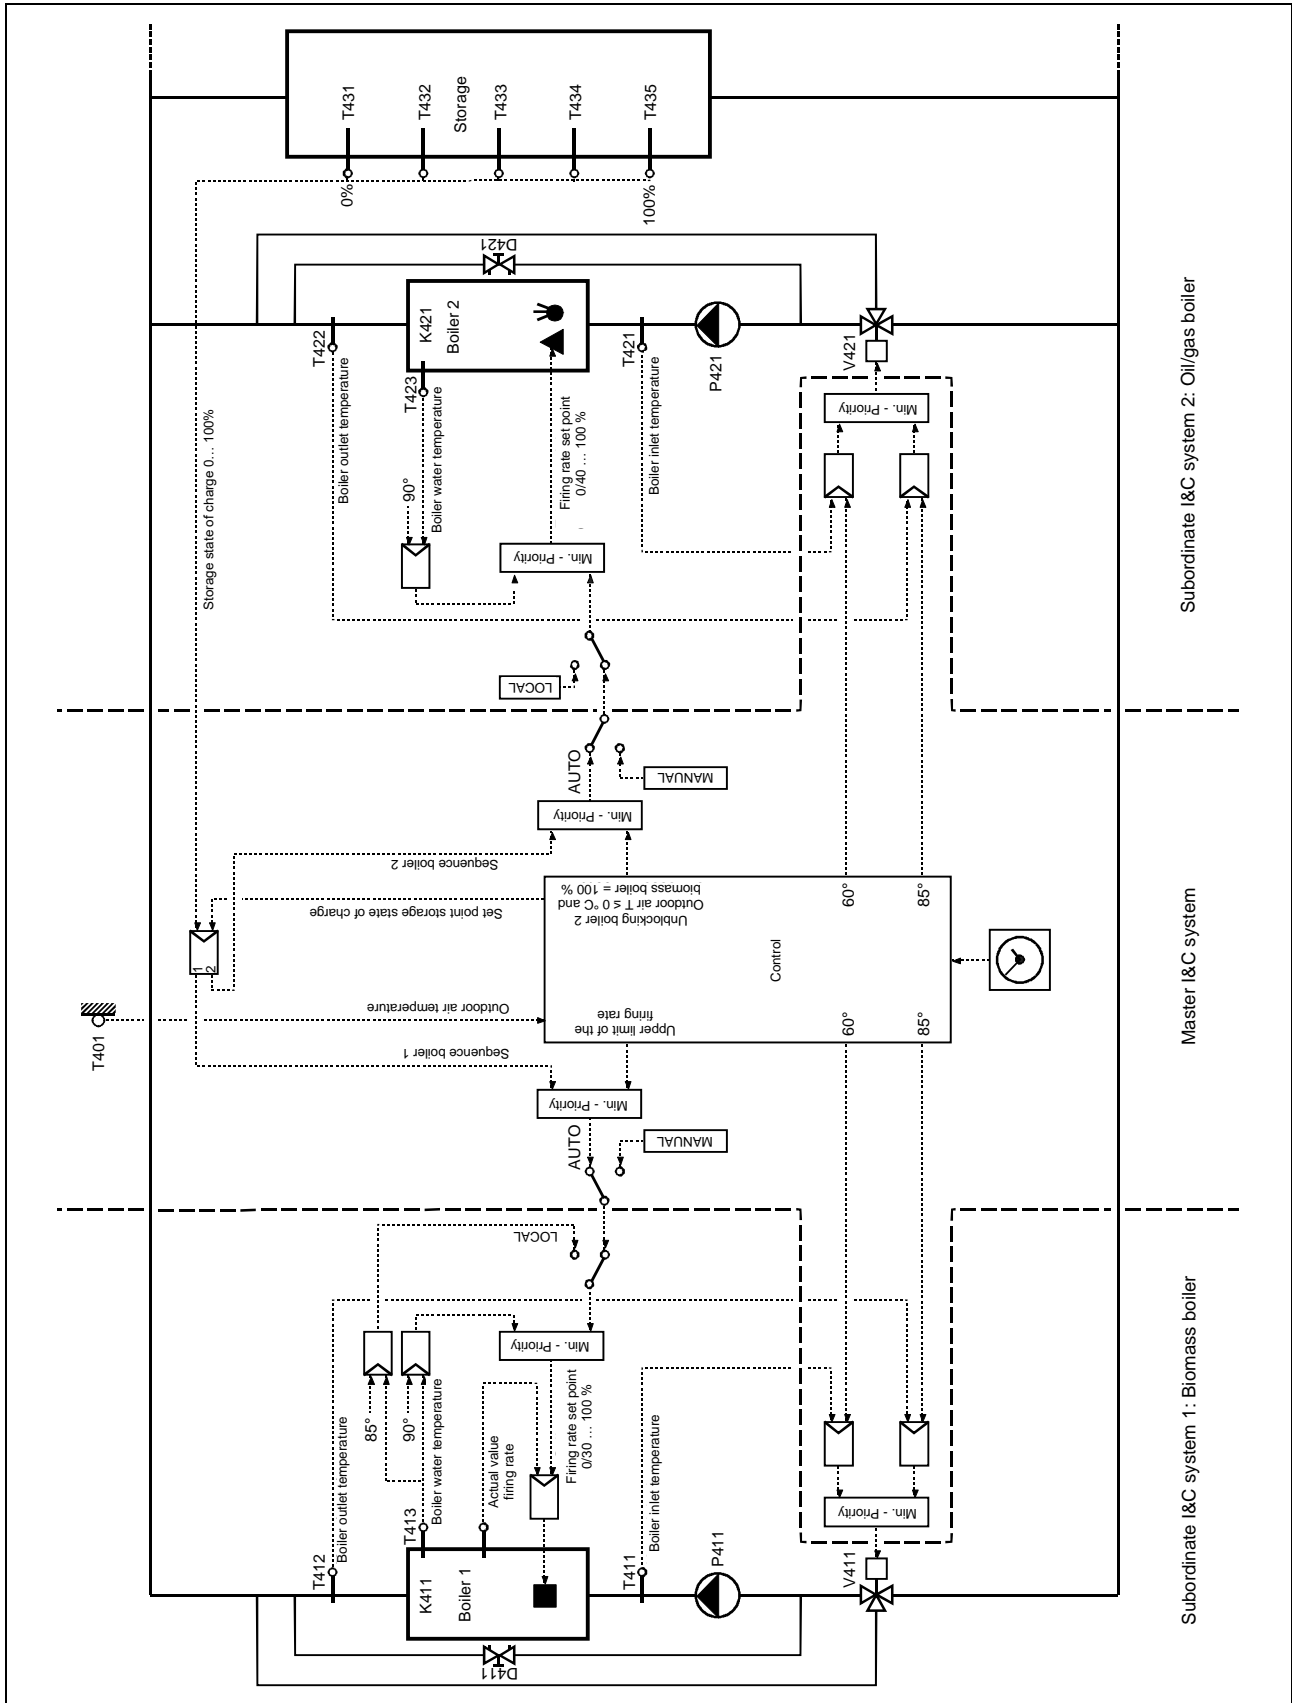 T431
T432
T433
T434
T435
Storage
0%
100%
D421
T422
K421
Boiler 2
T423
T421
P421
V421
Boiler outlet temperature
Boiler water temperature
90°
Firing rate set point
0/40 ... 100 %
Boiler inlet temperature
Storage state of charge 0... 100%
Min. - Priority
Min. - Priority
LOCAL
Subordinate I&C system 2: Oil/gas boiler
AUTO
MANUAL
Min. - Priority
Sequence boiler 2
Set point storage state of charge
1
2
Unblocking boiler 2
Outdoor air T ≤ 0 °C and
biomass boiler = 100 %
60°
85°
Control
Upper limit of the
firing rate
60°
85°
T401
Outdoor air temperature
Sequence boiler 1
Min. - Priority
AUTO
MANUAL
Master I&C system
LOCAL
85°
90°
Min. - Priority
Boiler outlet temperature
Boiler water temperature
Actual value
firing rate
Firing rate set point
0/30 ... 100 %
Boiler inlet temperature
Min. - Priority
T412
T413
K411
Boiler 1
T411
P411
V411
D411
Subordinate I&C system 1: Biomass boiler